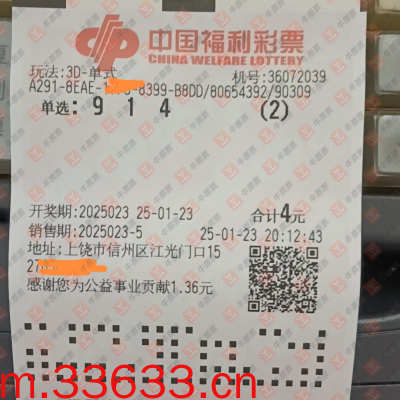 中国福利彩票
CHINA WELFARE LOTTERY
玩法:3D-单式 机号:36072039
A291-8EAE- -8399-B8DD/80654392/90309
单选: 9 1 4 (2)
开奖期:2025023 25-01-23 合计4元
销售期:2025023-5 25-01-23 20:12:43
地址:上饶市信州区江光门口15
27
感谢您为公益事业贡献1.36元
m.33633.cn